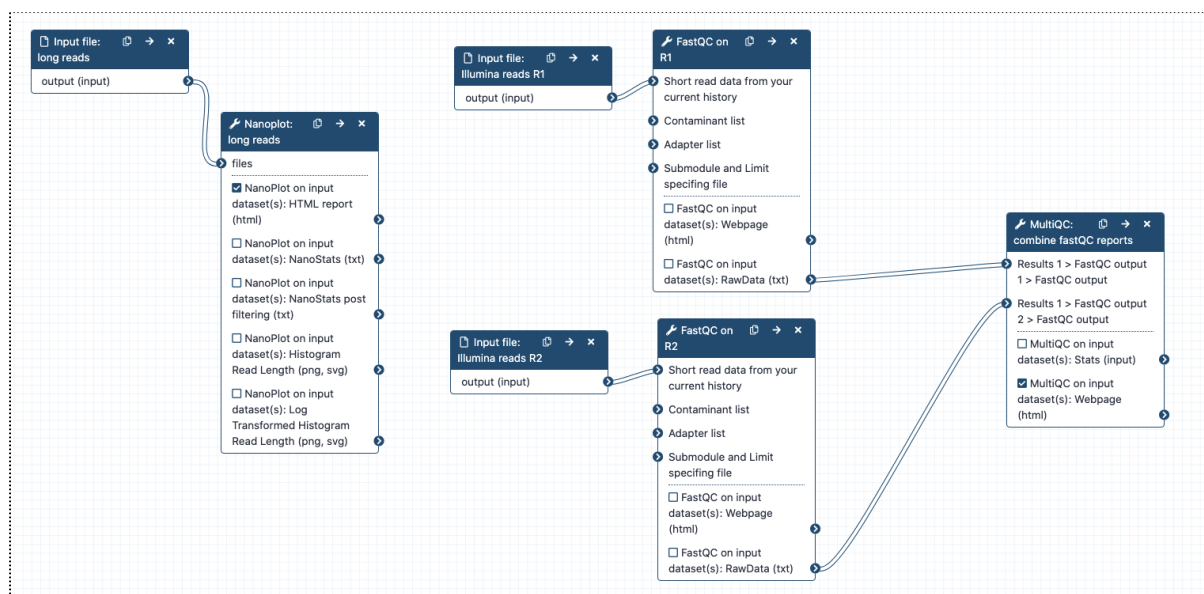 Input file:
long reads
output (input)
Nanoplot:
long reads
files
NanoPlot on input
dataset(s): HTML report
(html)
NanoPlot on input
dataset(s): NanoStats (txt)
NanoPlot on input
dataset(s): NanoStats post
filtering (txt)
NanoPlot on input
dataset(s): Histogram
Read Length (png, svg)
NanoPlot on input
dataset(s): Log
Transformed Histogram
Read Length (png, svg)
Input file:
Illumina reads R1
output (input)
FastQC on
R1
Short read data from your
current history
Contaminant list
Adapter list
Submodule and Limit
specifing file
FastQC on input
dataset(s): Webpage
(html)
FastQC on input
dataset(s): RawData (txt)
Input file:
Illumina reads R2
output (input)
FastQC on
R2
Short read data from your
current history
Contaminant list
Adapter list
Submodule and Limit
specifing file
FastQC on input
dataset(s): Webpage
(html)
FastQC on input
dataset(s): RawData (txt)
MultiQC:
combine fastQC reports
Results 1 > FastQC output
1 > FastQC output
Results 1 > FastQC output
2 > FastQC output
MultiQC on input
dataset(s): Stats (input)
MultiQC on input
dataset(s): Webpage
(html)